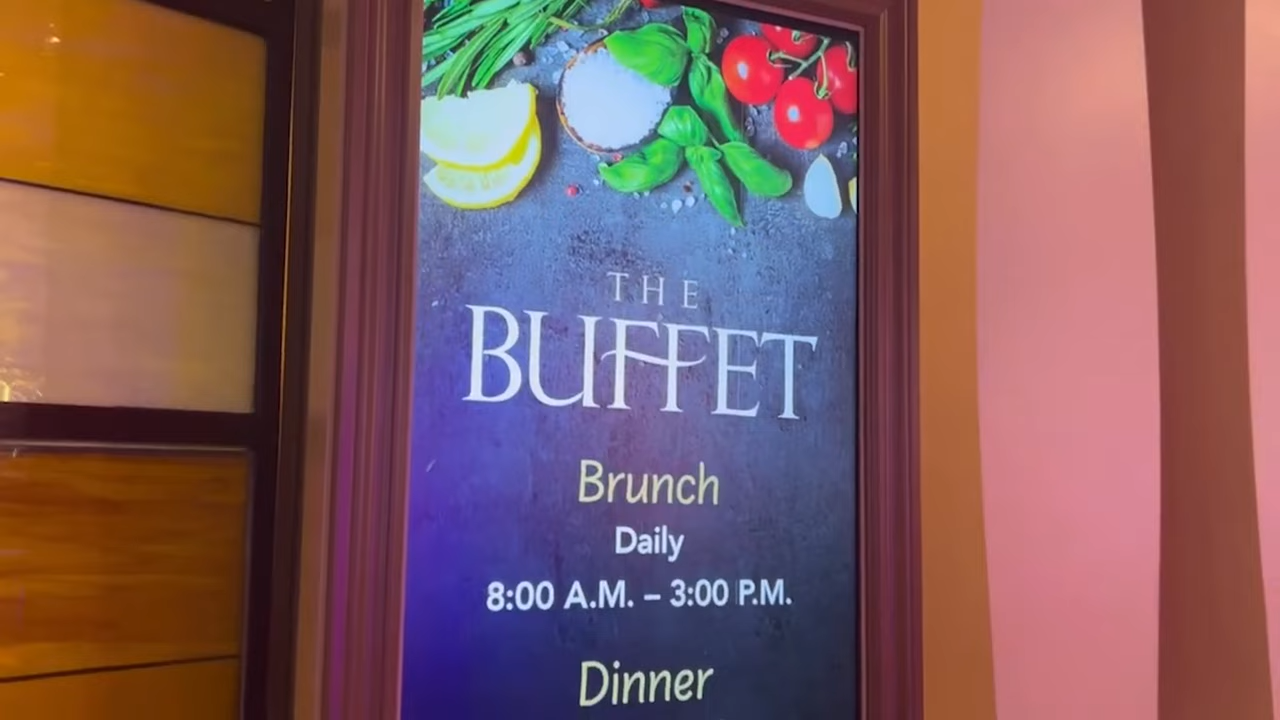 THE
BUFFET
Brunch
Daily
8:00 A.M. – 3:00 P.M.
Dinner